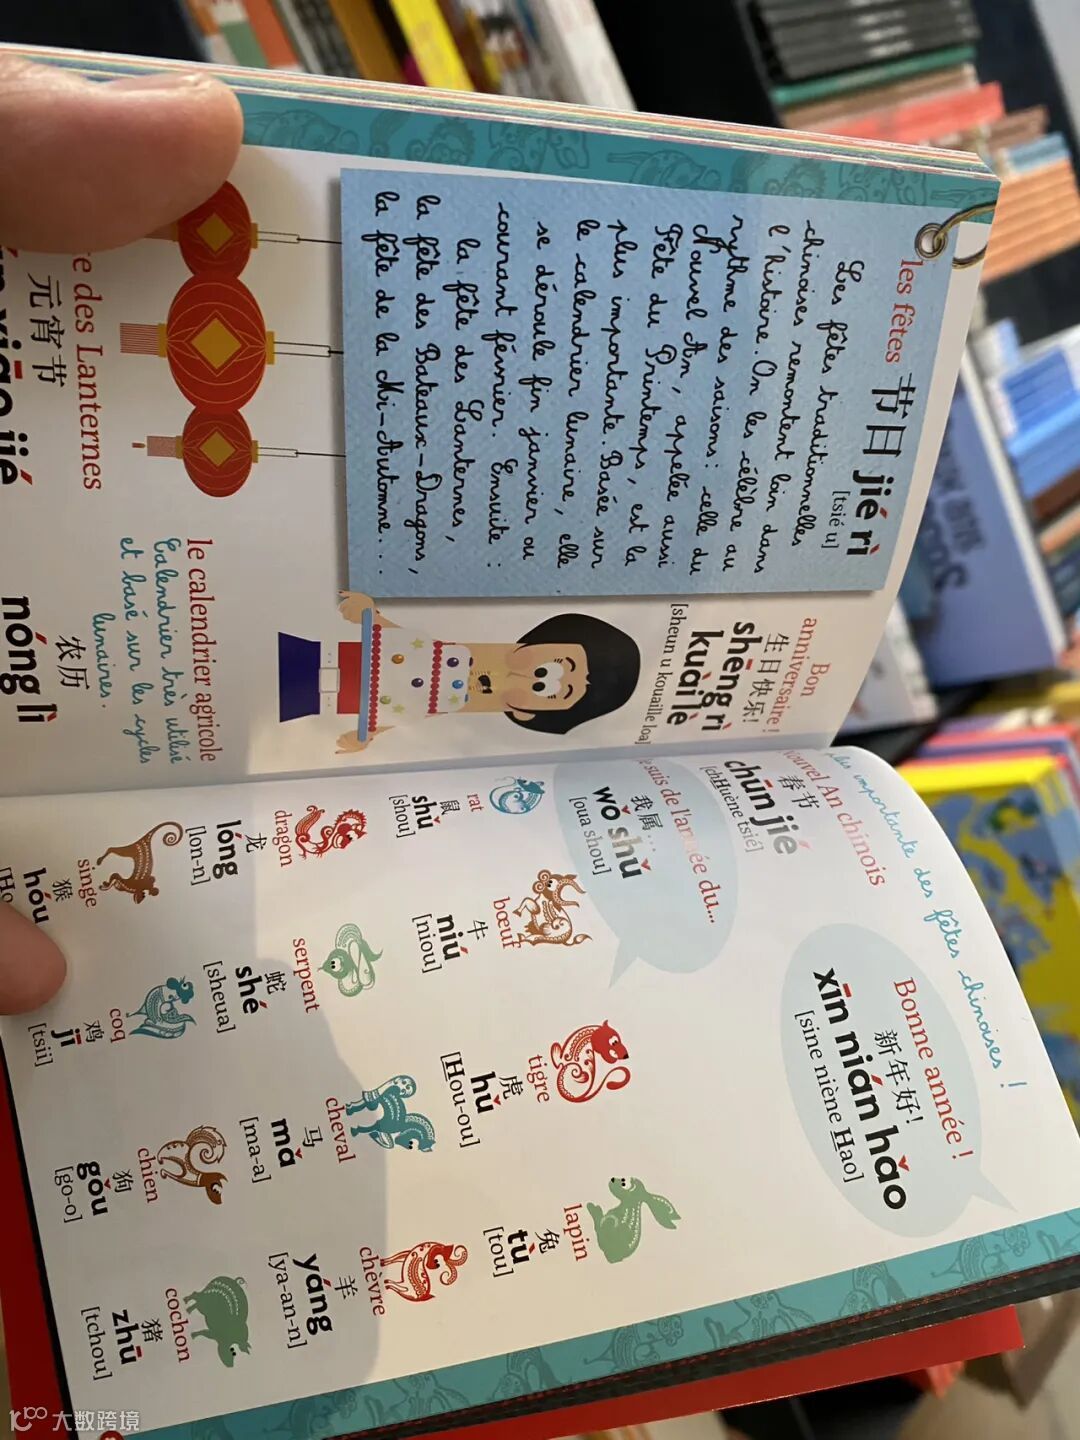 les fêtes 节日 jié rì
[tsié u]
Les fêtes traditionnelles
chinoises remontent loin dans
l'histoire. On les célèbre au
rythme des saisons : celle du
Nouvel An, appelée aussi
Fête du Printemps, est la
plus importante. Basée sur
le calendrier lunaire, elle
se déroule fin janvier ou
courant février. Ensuite :
la fête des Lanternes,
la fête des Bateaux-Dragons,
la fête de la Mi-Automne...
des Lanternes
元宵节
xiāo jié
Bon
anniversaire !
生日快乐!
shēng rì
kuài lè
[sheun u kouaille loa]
le calendrier agricole
Calendrier très utilisé
et basé sur les cycles
lunaires.
农历
nóng lì
plus importante des fêtes chinoises !
Nouvel An chinois
春节
chūn jié
[chHuène tsié]
Bonne année !
新年好!
xīn nián hǎo
[sine niène Hao]
Je suis de l'année du...
我属...
wǒ shǔ
[oua shou]
rat
鼠
shǔ
[shou]
bœuf
牛
niú
[niou]
tigre
虎
hǔ
[Hou-ou]
lapin
兔
tù
[tou]
dragon
龙
lóng
[lon-n]
serpent
蛇
shé
[sheua]
cheval
马
mǎ
[ma-a]
chèvre
羊
yáng
[ya-an-n]
singe
猴
hóu
coq
鸡
jī
[tsii]
chien
狗
gǒu
[go-o]
cochon
猪
zhū
[tchou]
大数跨境